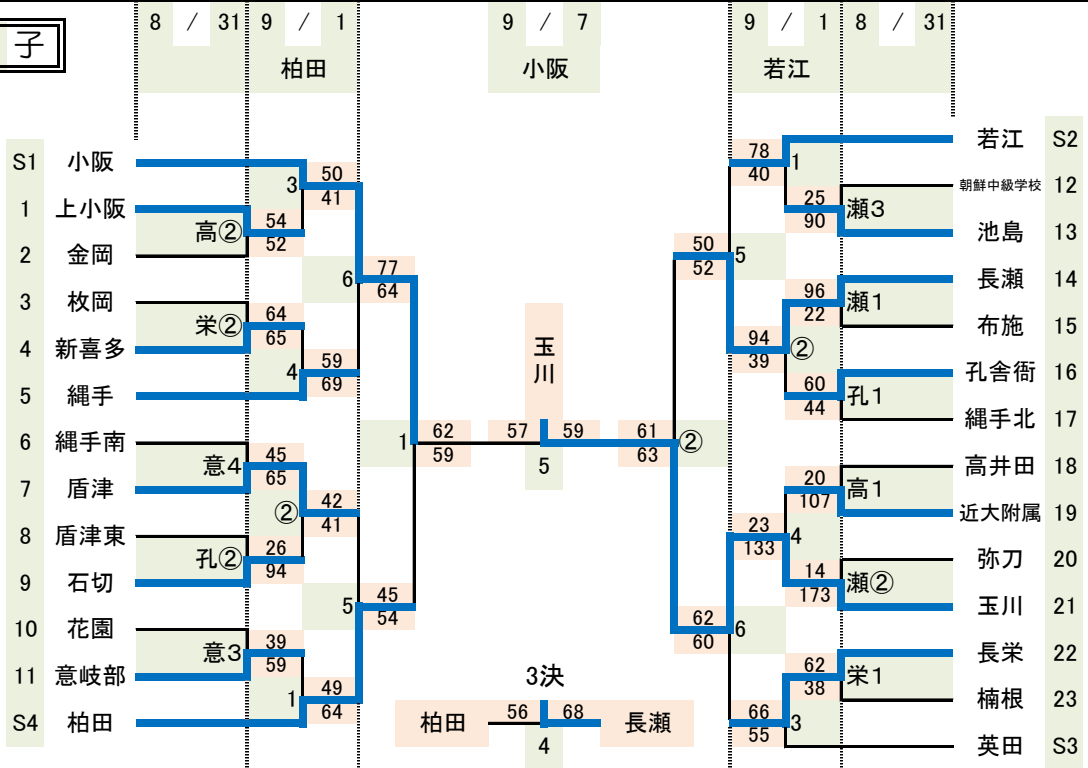 子
8 / 31 9 / 1 9 / 7 9 / 1 8 / 31
柏田 小阪 若江
S1 小阪
1 上小阪
2 金岡
3 枚岡
4 新喜多
5 縄手
6 縄手南
7 盾津
8 盾津東
9 石切
10 花園
11 意岐部
S4 柏田
高②
54
52
栄②
64
65
意4
45
65
孔②
26
94
意3
39
59
3
50
41
4
59
69
②
42
41
1
49
64
6
77
64
5
45
54
1
62
59
玉川
57 59
5
61
63
②
50
52
5
62
60
6
78
40
1
94
39
②
23
133
4
66
55
3
25
90
瀬3
96
22
瀬1
60
44
孔1
20
107
高1
14
173
瀬②
62
38
栄1
若江 S2
朝鮮中級学校 12
池島 13
長瀬 14
布施 15
孔舎衙 16
縄手北 17
高井田 18
近大附属 19
弥刀 20
玉川 21
長栄 22
楠根 23
英田 S3
3決
柏田 56 68 長瀬
4